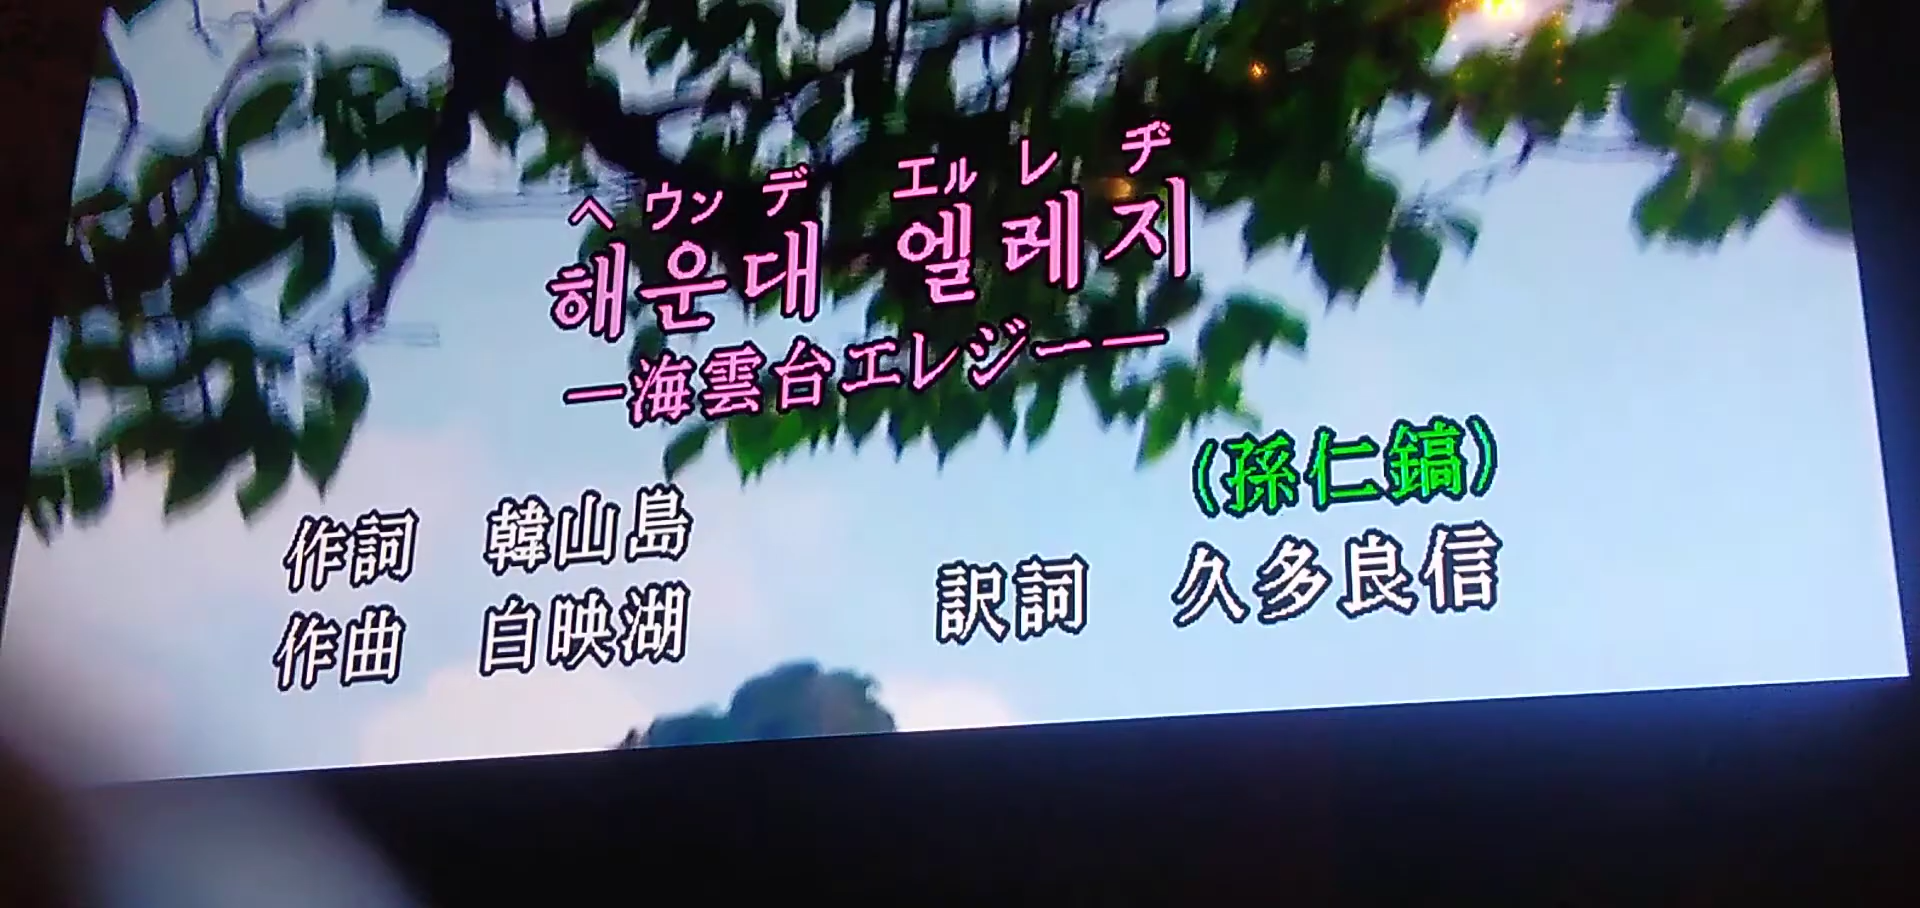 ヘ ウン デ エル レ ヂ
해운대 엘레지
―海雲台エレジー―
(孫仁鎬)
作詞 韓山島
作曲 白映湖
訳詞 久多良信